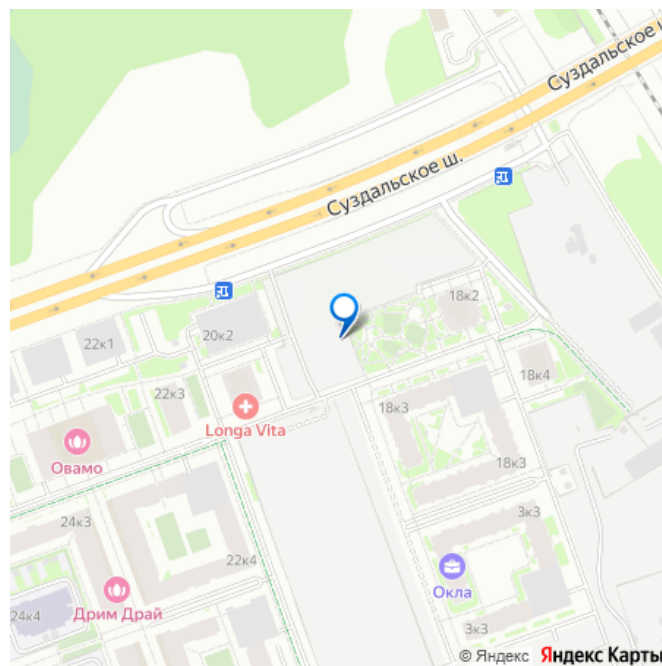 Суздальское ш
Суздальское ш.
18к2
20к2
22к1
18к4
22к3
18к3
Longa Vita
Овамо
18к3
3к3
24к3
22к4
Окла
24к4
Дрим Драй
3к3
© Яндекс Яндекс Карты